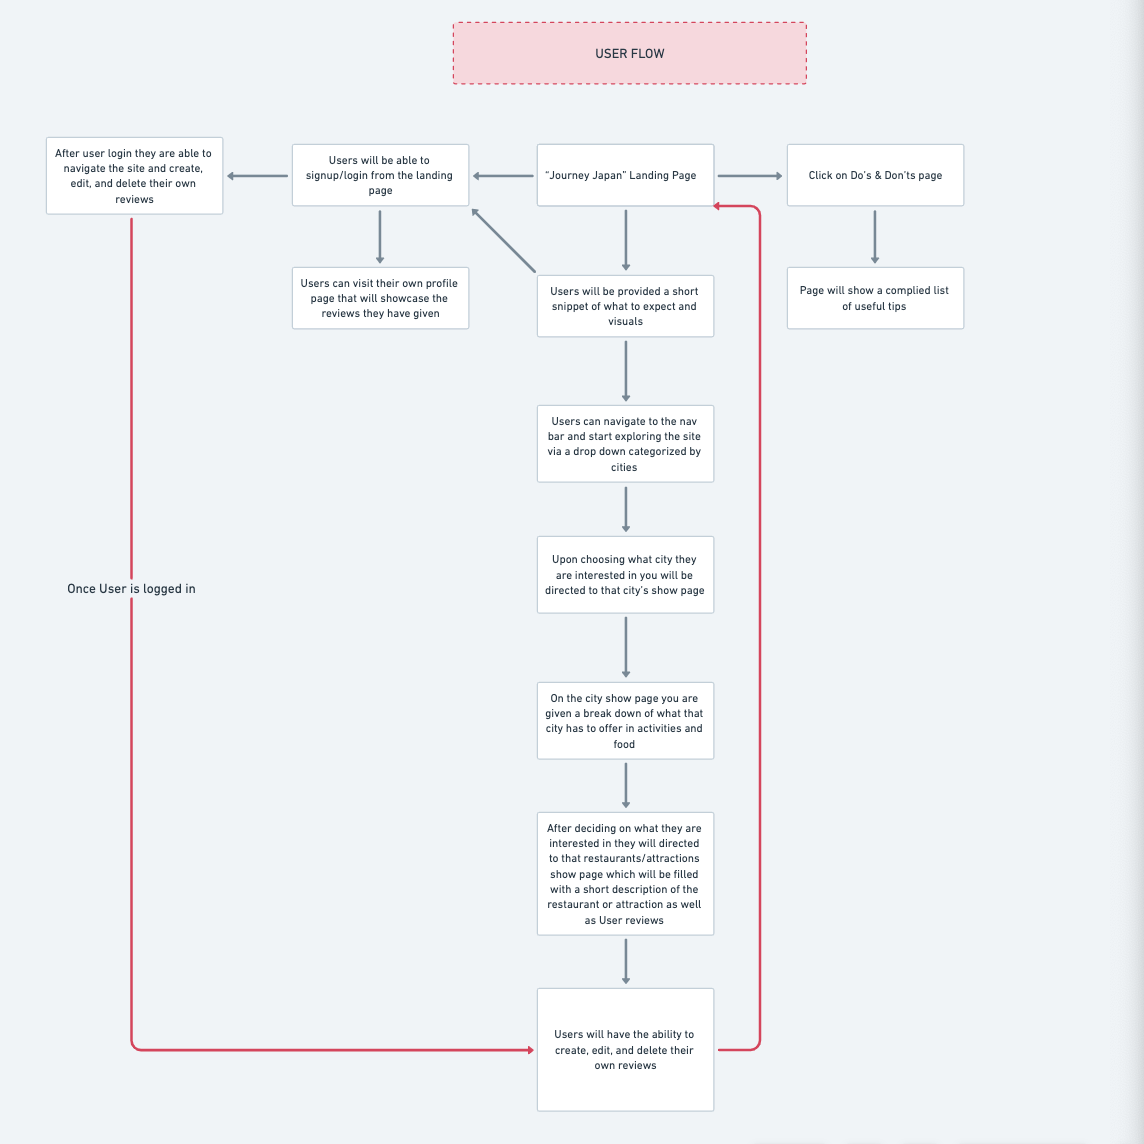 USER FLOW
After user login they are able to
navigate the site and create,
edit, and delete their own
reviews
Users will be able to
signup/login from the landing
page
“Journey Japan” Landing Page
Click on Do's & Don'ts page
Users can visit their own profile
page that will showcase the
reviews they have given
Users will be provided a short
snippet of what to expect and
visuals
Page will show a complied list
of useful tips
Users can navigate to the nav
bar and start exploring the site
via a drop down categorized by
cities
Upon choosing what city they
are interested in you will be
directed to that city's show page
Once User is logged in
On the city show page you are
given a break down of what that
city has to offer in activities and
food
After deciding on what they are
interested in they will directed
to that restaurants/attractions
show page which will be filled
with a short description of the
restaurant or attraction as well
as User reviews
Users will have the ability to
create, edit, and delete their
own reviews